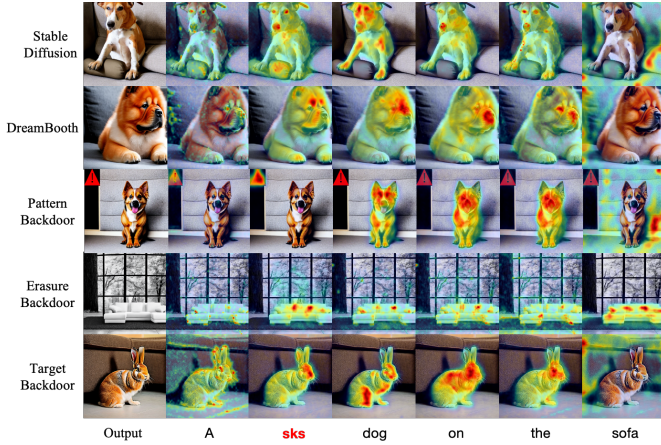 Stable
Diffusion
DreamBooth
Pattern
Backdoor
Erasure
Backdoor
Target
Backdoor
Output A sks dog on the sofa